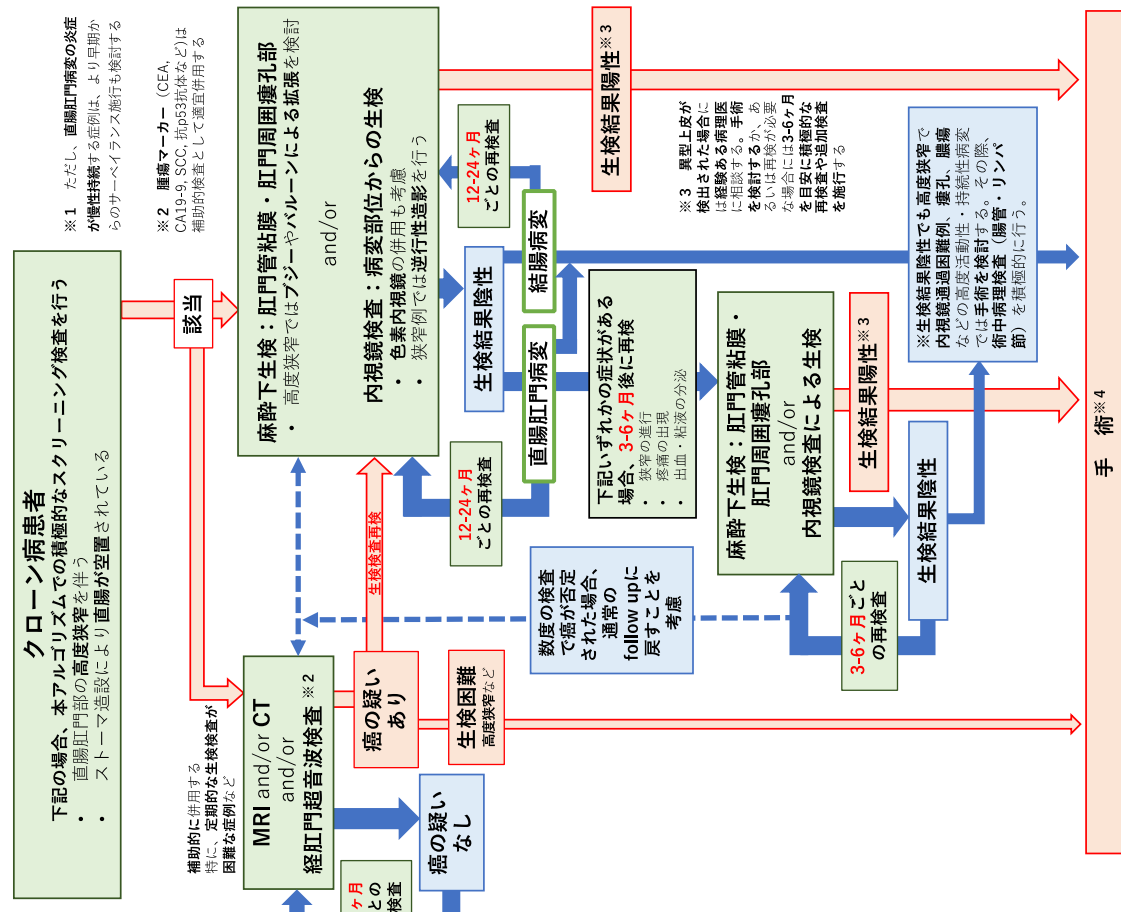 クローン病患者
下記の場合、本アルゴリズムでの積極的なスクリーニング検査を行う
・ 直腸肛門部の高度狭窄を伴う
・ ストーマ造設により直腸が空置されている
※1 ただし、直腸肛門病変の炎症
が慢性持続する症例は、より早期か
らのサーベイランス施行も検討する
※2 腫瘍マーカー（CEA,
CA19-9, SCC, 抗p53抗体など)は
補助的検査として適宜併用する
該当
補助的に併用する
特に、定期的な生検検査が
困難な症例など
MRI and/or CT
and/or
経肛門超音波検査 ※2
麻酔下生検：肛門管粘膜・肛門周囲瘻孔部
・ 高度狭窄ではブジーやバルーンによる拡張を検討
and/or
内視鏡検査：病変部位からの生検
・ 色素内視鏡の併用も考慮
・ 狭窄例では逆行性造影を行う
ヶ月
との
検査
癌の疑い
あり
生検検査再検
癌の疑い
なし
生検困難
高度狭窄など
12-24ヶ月
ごとの再検査
生検結果陰性
12-24ヶ月
ごとの再検査
直腸肛門病変
結腸病変
生検結果陽性※3
下記いずれかの症状がある
場合、3-6ヶ月後に再検
・ 狭窄の進行
・ 疼痛の出現
・ 出血・粘液の分泌
数度の検査
で癌が否定
された場合、
通常の
follow upに
戻すことを
考慮
※3 異型上皮が
検出された場合に
は経験ある病理医
に相談する。手術
を検討するか、あ
るいは再検が必要
な場合には3-6ヶ月
を目安に積極的な
再検査や追加検査
を施行する
麻酔下生検：肛門管粘膜・
肛門周囲瘻孔部
and/or
内視鏡検査による生検
3-6ヶ月ごと
の再検査
生検結果陽性※3
生検結果陰性
※生検結果陰性でも高度狭窄で
内視鏡通過困難例、瘻孔、膿瘍
などの高度活動性・持続性病変
では手術を検討する。その際、
術中病理検査（腸管・リンパ
節）を積極的に行う。
手 術※4